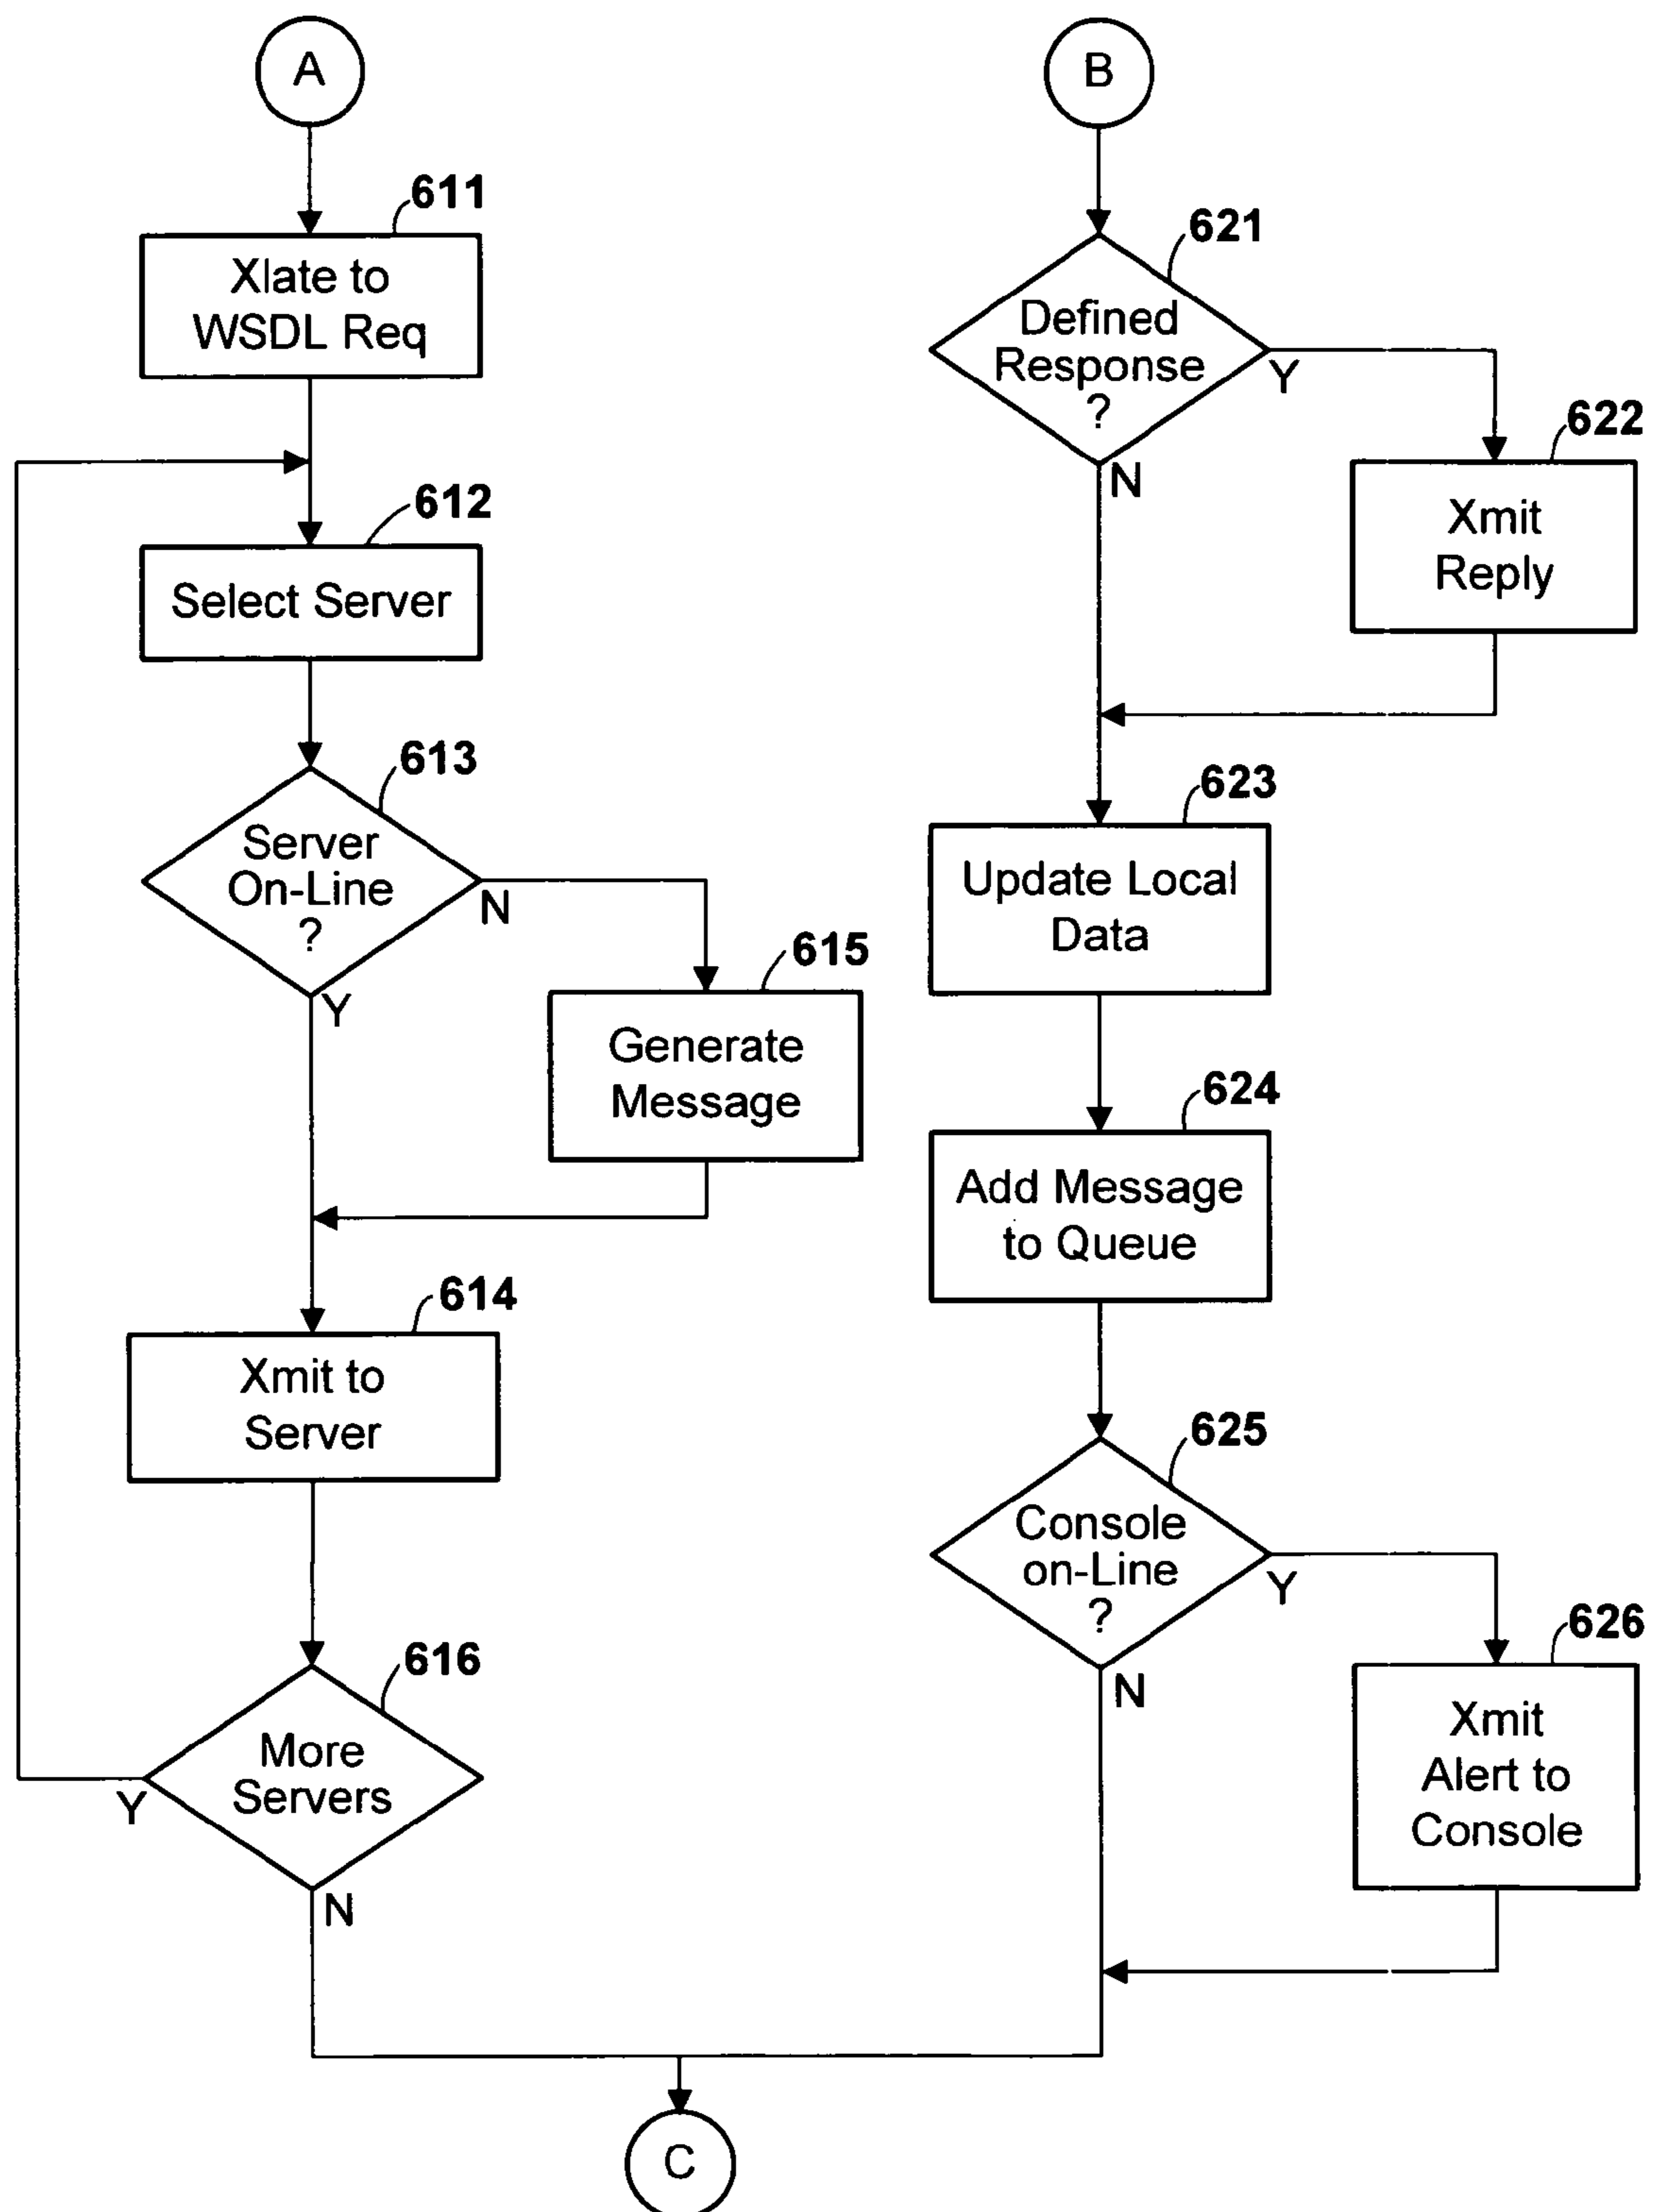 A
611
Xlate to
WSDL Req
612
Select Server
613
Server
On-Line
?
N
Y
615
Generate
Message
614
Xmit to
Server
616
More
Servers
Y
N
B
621
Defined
Response
?
Y
N
622
Xmit
Reply
623
Update Local
Data
624
Add Message
to Queue
625
Console
on-Line
?
Y
N
626
Xmit
Alert to
Console
C